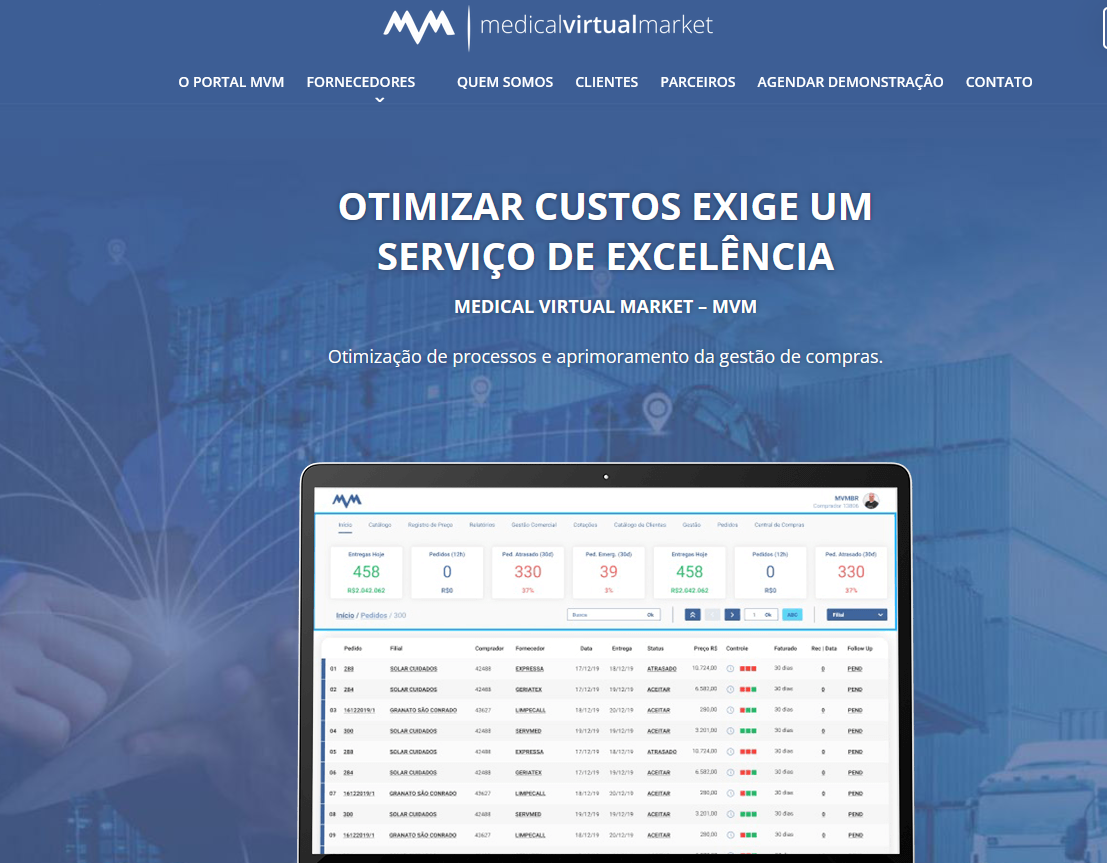 MVM | medicalvirtualmarket
O PORTAL MVM FORNECEDORES QUEM SOMOS CLIENTES PARCEIROS AGENDAR DEMONSTRAÇÃO CONTATO
OTIMIZAR CUSTOS EXIGE UM
SERVIÇO DE EXCELÊNCIA
MEDICAL VIRTUAL MARKET – MVM
Otimização de processos e aprimoramento da gestão de compras.
MVM MVMBR
Comprador 13806
Início Catálogo Registro de Preço Relatórios Gestão Comercial Cotações Catálogo de Clientes Gestão Pedidos Central de Compras
Entregas Hoje Pedidos (12h) Ped. Atrasado (30d) Ped. Emerg. (30d) Entregas Hoje Pedidos (12h) Ped. Atrasado (30d)
458 0 330 39 458 0 330
R$2.042.062 R$0 37% 3% R$2.042.062 R$0 37%
Início / Pedidos / 300 Busca Ok 1 Ok ABC Filial
Pedido Filial Comprador Fornecedor Data Entrega Status Preço R$ Controle Faturado Rec | Data Follow Up
01 288 SOLAR CUIDADOS 42488 EXPRESSA 17/12/19 18/12/19 ATRASADO 10.724,00 30 dias 0 PEND
02 284 SOLAR CUIDADOS 42488 GERIATEX 17/12/19 19/12/19 ACEITAR 6.582,00 30 dias 0 PEND
03 16122019/1 GRANATO SÃO CONRADO 43627 LIMPECALL 18/12/19 20/12/19 ACEITAR 280,00 30 dias 0 PEND
04 300 SOLAR CUIDADOS 42488 SERVMED 19/12/19 19/12/19 ACEITAR 3.201,00 30 dias 0 PEND
05 288 SOLAR CUIDADOS 42488 EXPRESSA 17/12/19 18/12/19 ATRASADO 10.724,00 30 dias 0 PEND
06 284 SOLAR CUIDADOS 42488 GERIATEX 17/12/19 19/12/19 ACEITAR 6.582,00 30 dias 0 PEND
07 16122019/1 GRANATO SÃO CONRADO 43627 LIMPECALL 18/12/19 20/12/19 ACEITAR 280,00 30 dias 0 PEND
08 300 SOLAR CUIDADOS 42488 SERVMED 19/12/19 19/12/19 ACEITAR 3.201,00 30 dias 0 PEND
09 16122019/1 GRANATO SÃO CONRADO 43627 LIMPECALL 18/12/19 20/12/19 ACEITAR 280,00 30 dias 0 PEND